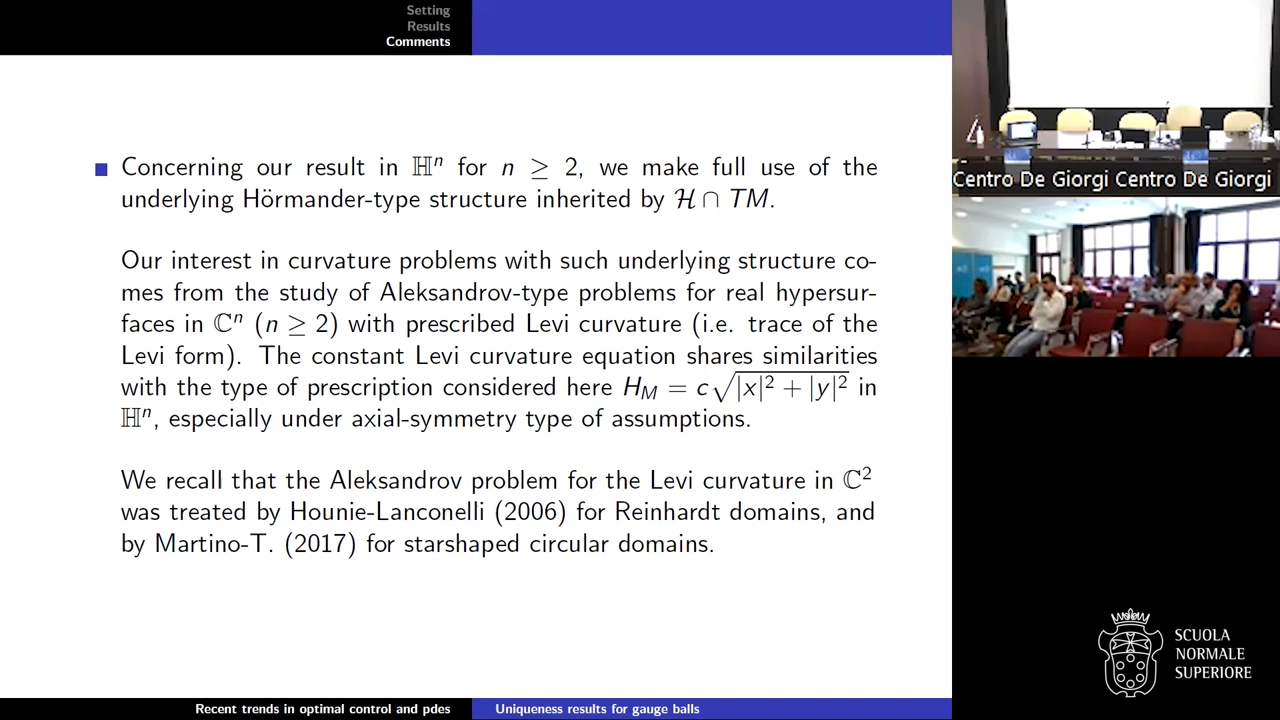 Setting
Results
Comments
Concerning our result in ℍⁿ for n ≥ 2, we make full use of the
underlying Hörmander-type structure inherited by ℋ ∩ TM.
Our interest in curvature problems with such underlying structure co-
mes from the study of Aleksandrov-type problems for real hypersur-
faces in ℂⁿ (n ≥ 2) with prescribed Levi curvature (i.e. trace of the
Levi form). The constant Levi curvature equation shares similarities
with the type of prescription considered here H_M = c√(|x|² + |y|²) in
ℍⁿ, especially under axial-symmetry type of assumptions.
We recall that the Aleksandrov problem for the Levi curvature in ℂ²
was treated by Hounie-Lanconelli (2006) for Reinhardt domains, and
by Martino-T. (2017) for starshaped circular domains.
Recent trends in optimal control and pdes
Uniqueness results for gauge balls
Centro De Giorgi Centro De Giorgi
SCUOLA
NORMALE
SUPERIORE